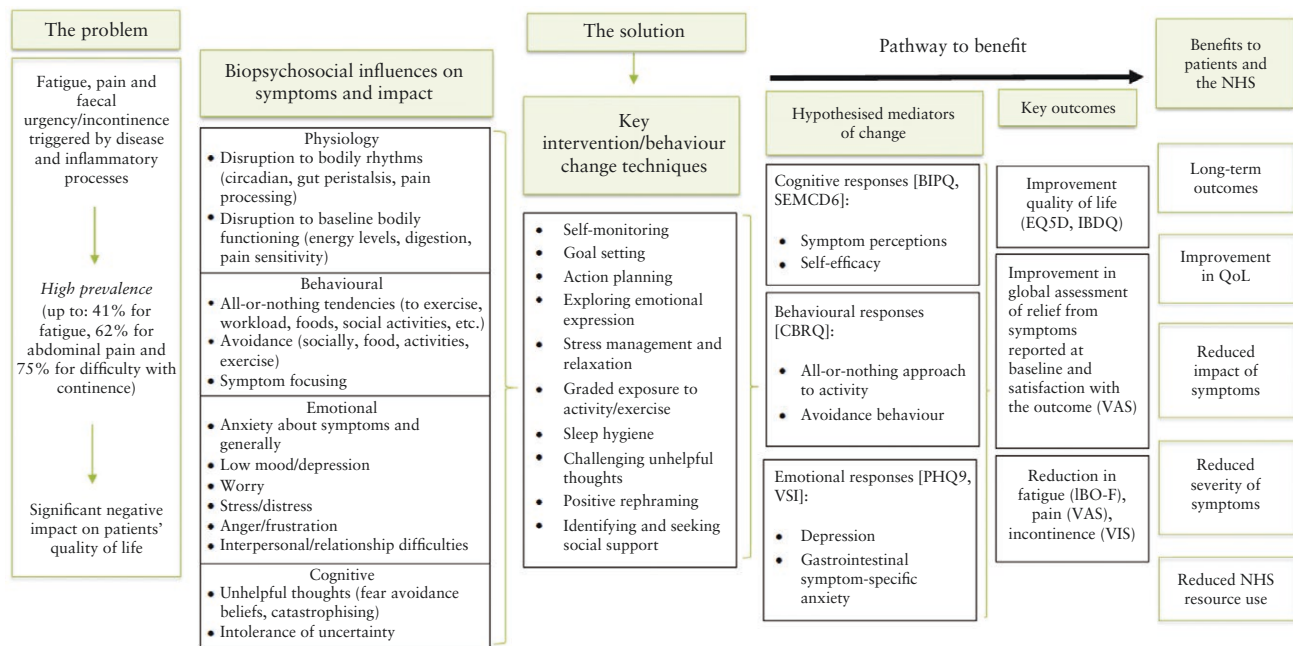 The problem
Fatigue, pain and
faecal
urgency/incontinence
triggered by disease
and inflammatory
processes
High prevalence
(up to: 41% for
fatigue, 62% for
abdominal pain and
75% for difficulty with
continence)
Significant negative
impact on patients'
quality of life
Biopsychosocial influences on
symptoms and impact
Physiology
• Disruption to bodily rhythms
(circadian, gut peristalsis, pain
processing)
• Disruption to baseline bodily
functioning (energy levels, digestion,
pain sensitivity)
Behavioural
• All-or-nothing tendencies (to exercise,
workload, foods, social activities, etc.)
• Avoidance (socially, food, activities,
exercise)
• Symptom focusing
Emotional
• Anxiety about symptoms and
generally
• Low mood/depression
• Worry
• Stress/distress
• Anger/frustration
• Interpersonal/relationship difficulties
Cognitive
• Unhelpful thoughts (fear avoidance
beliefs, catastrophising)
• Intolerance of uncertainty
The solution
Key
intervention/behaviour
change techniques
• Self-monitoring
• Goal setting
• Action planning
• Exploring emotional
expression
• Stress management and
relaxation
• Graded exposure to
activity/exercise
• Sleep hygiene
• Challenging unhelpful
thoughts
• Positive rephraming
• Identifying and seeking
social support
Pathway to benefit
Hypothesised mediators
of change
Cognitive responses [BIPQ,
SEMCD6]:
• Symptom perceptions
• Self-efficacy
Behavioural responses
[CBRQ]:
• All-or-nothing approach
to activity
• Avoidance behaviour
Emotional responses [PHQ9,
VSI]:
• Depression
• Gastrointestinal
symptom-specific
anxiety
Key outcomes
Improvement
quality of life
(EQ5D, IBDQ)
Improvement in
global assessment
of relief from
symptoms
reported at
baseline and
satisfaction with
the outcome (VAS)
Reduction in
fatigue (lBO-F),
pain (VAS),
incontinence (VIS)
Benefits to
patients and
the NHS
Long-term
outcomes
Improvement
in QoL
Reduced
impact of
symptoms
Reduced
severity of
symptoms
Reduced NHS
resource use